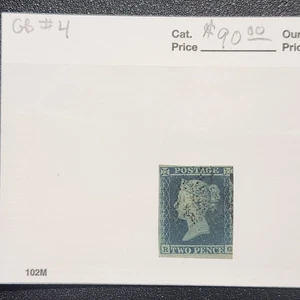 GB #4
Cat. $90.00 Our
Price Pric
POSTAGE
TWO PENCE
102M